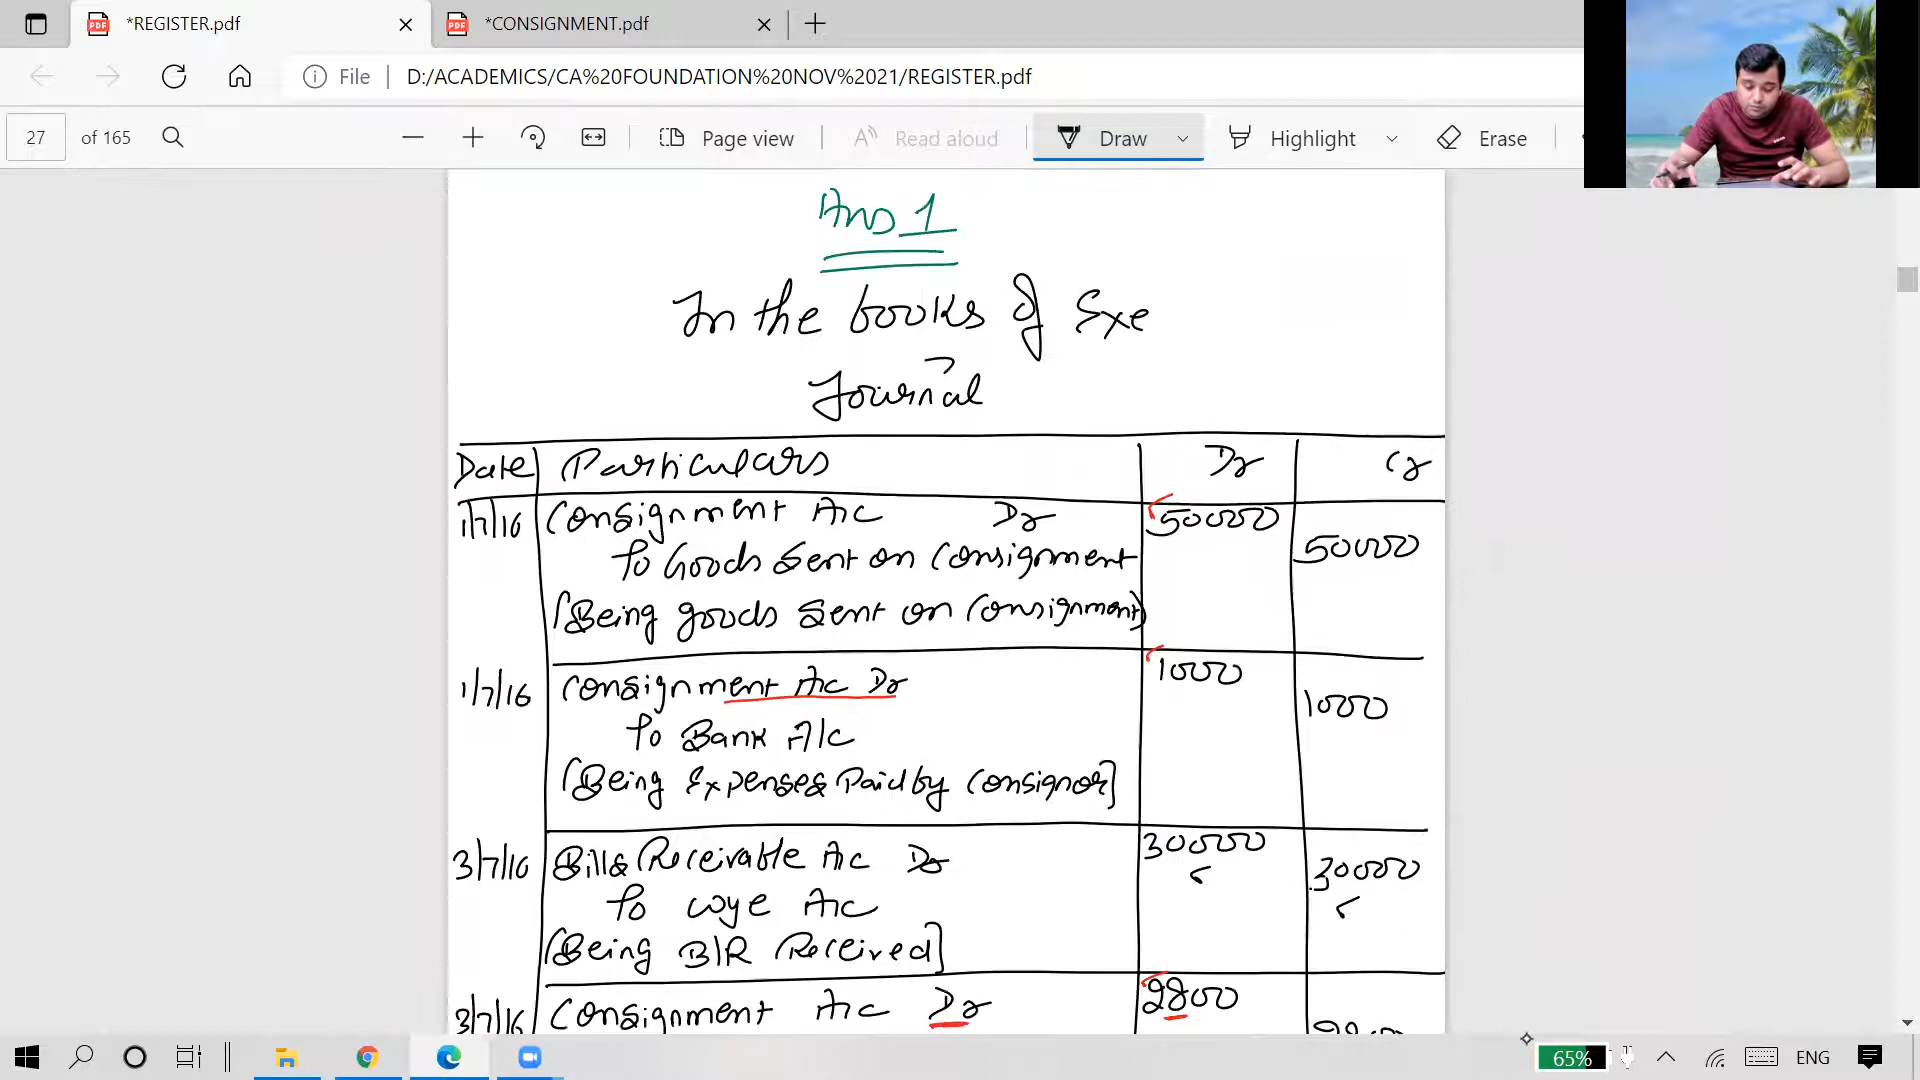 *REGISTER.pdf
*CONSIGNMENT.pdf
File
D:/ACADEMICS/CA%20FOUNDATION%20NOV%2021/REGISTER.pdf
27 of 165
Page view
Read aloud
Draw
Highlight
Erase
Ans 1
In the books of Exe
Journal
Date Particulars Dr Cr
1/7/16 Consignment A/c Dr 50000
To Goods Sent on Consignment 50000
(Being goods sent on Consignment)
1/7/16 Consignment A/c Dr 1000
To Bank A/c 1000
[Being Expenses Paid by Consignor]
3/7/16 Bills Receivable A/c Dr 30000
To Wye A/c 30000
[Being B/R Received]
3/7/16 Consignment A/c Dr 2800
65%
ENG